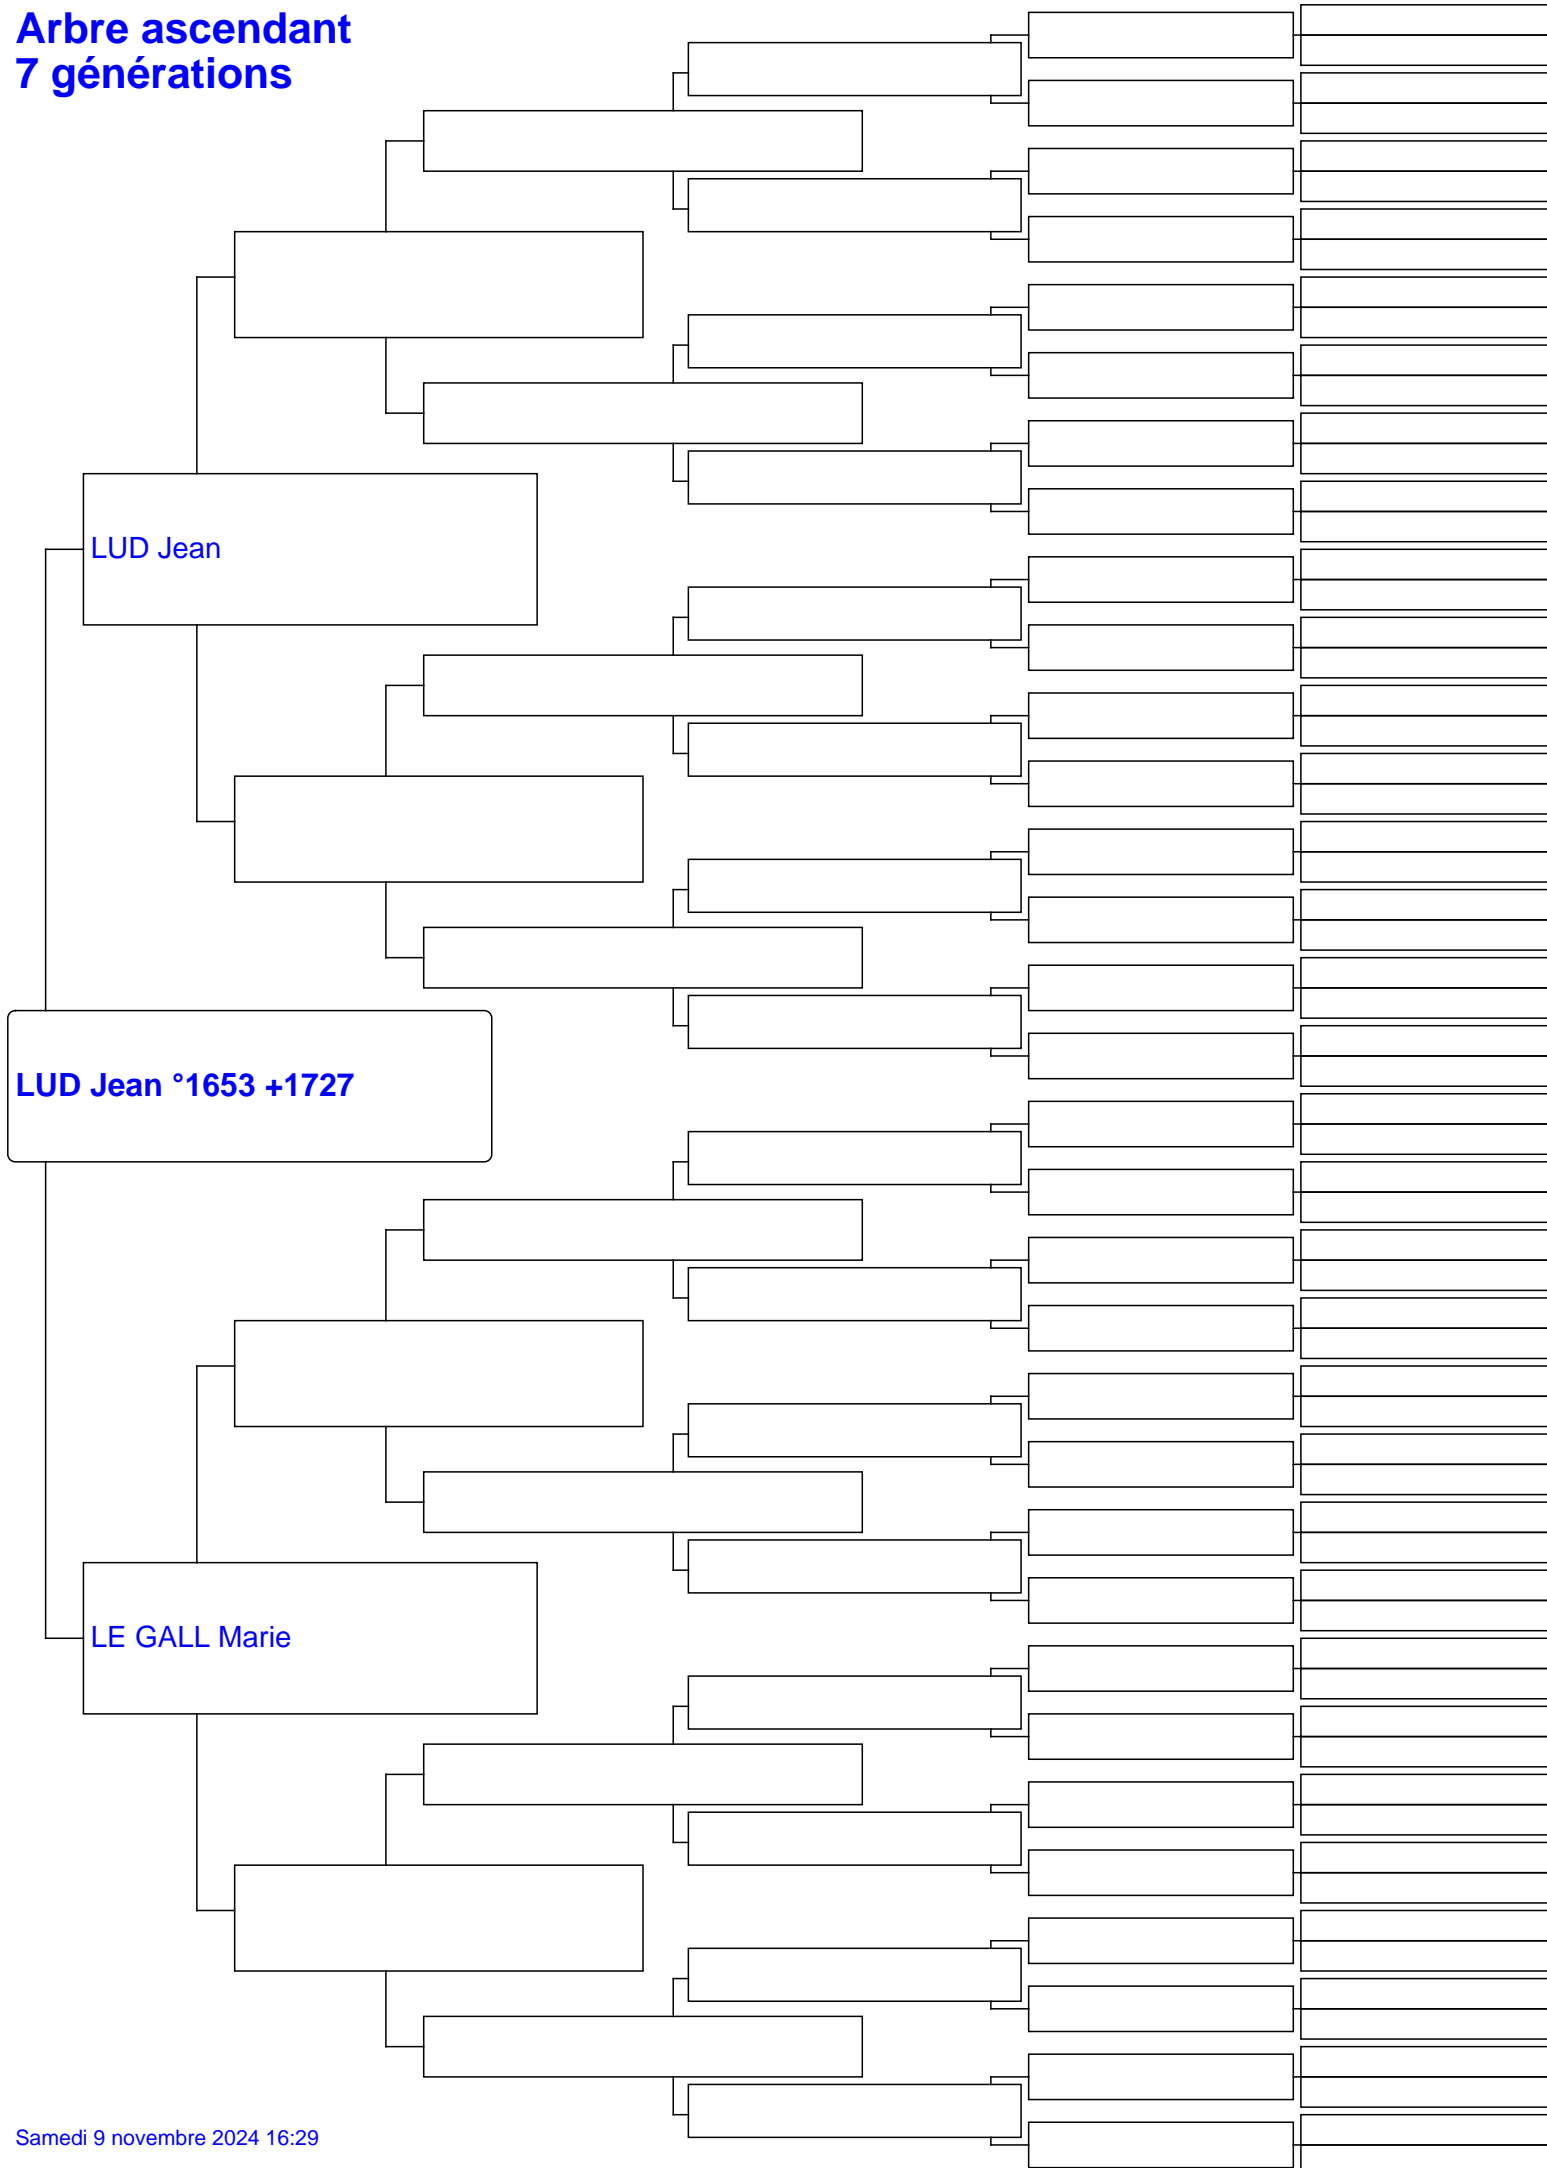 Arbre ascendant
7 générations
LUD Jean
LUD Jean °1653 +1727
LE GALL Marie
Samedi 9 novembre 2024 16:29